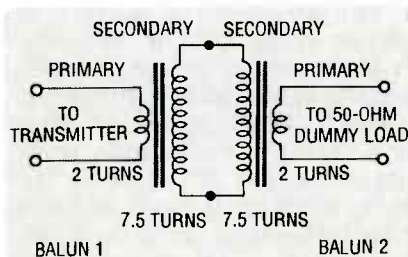 SECONDARY SECONDARY
PRIMARY PRIMARY
TO TRANSMITTER
TO 50-OHM DUMMY LOAD
2 TURNS 2 TURNS
7.5 TURNS 7.5 TURNS
BALUN 1 BALUN 2